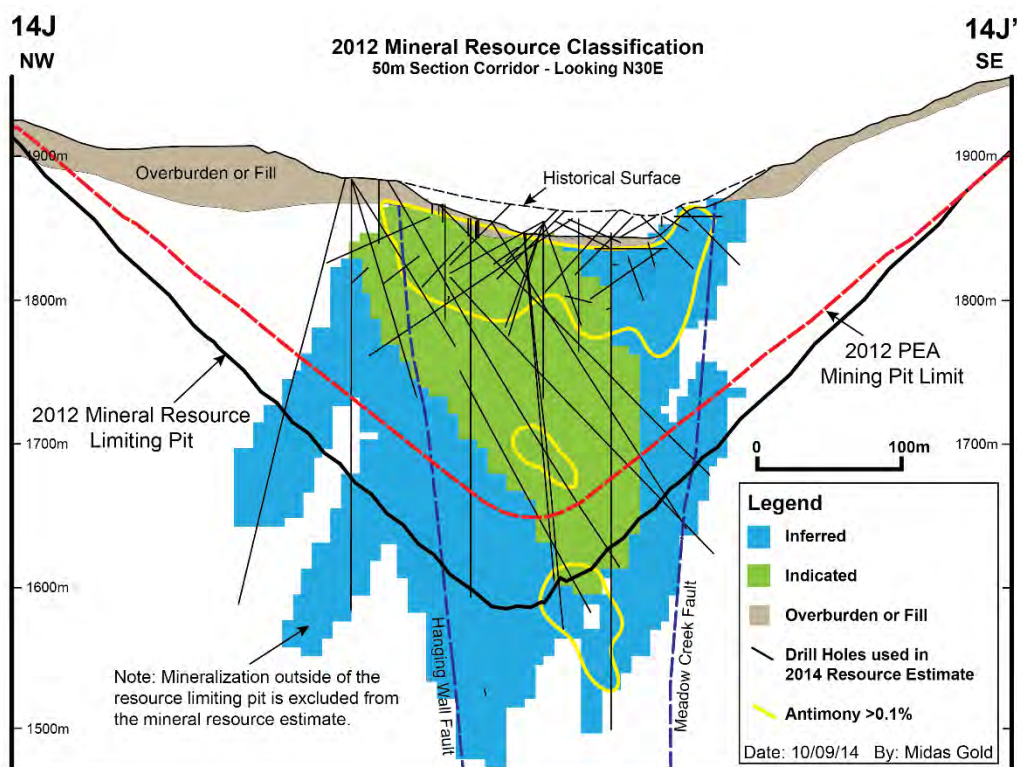 14J
NW
2012 Mineral Resource Classification
50m Section Corridor - Looking N30E
14J'
SE
1900m
Overburden or Fill
Historical Surface
1900m
1800m
1800m
2012 PEA
Mining Pit Limit
2012 Mineral Resource
Limiting Pit
1700m
1700m
0
100m
Legend
Inferred
Indicated
Overburden or Fill
Drill Holes used in
2014 Resource Estimate
Antimony >0.1%
Date: 10/09/14 By: Midas Gold
1600m
Hanging Wall Fault
Meadow Creek Fault
Note: Mineralization outside of the
resource limiting pit is excluded from
the mineral resource estimate.
1500m